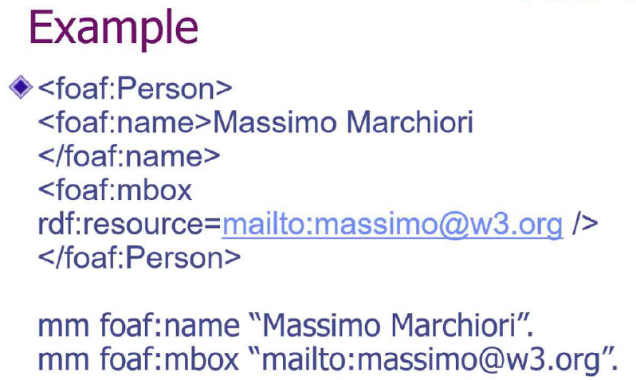 Example
<foaf:Person>
<foaf:name>Massimo Marchiori
</foaf:name>
<foaf:mbox
rdf:resource=mailto:massimo@w3.org />
</foaf:Person>
mm foaf:name “Massimo Marchiori”.
mm foaf:mbox “mailto:massimo@w3.org”.